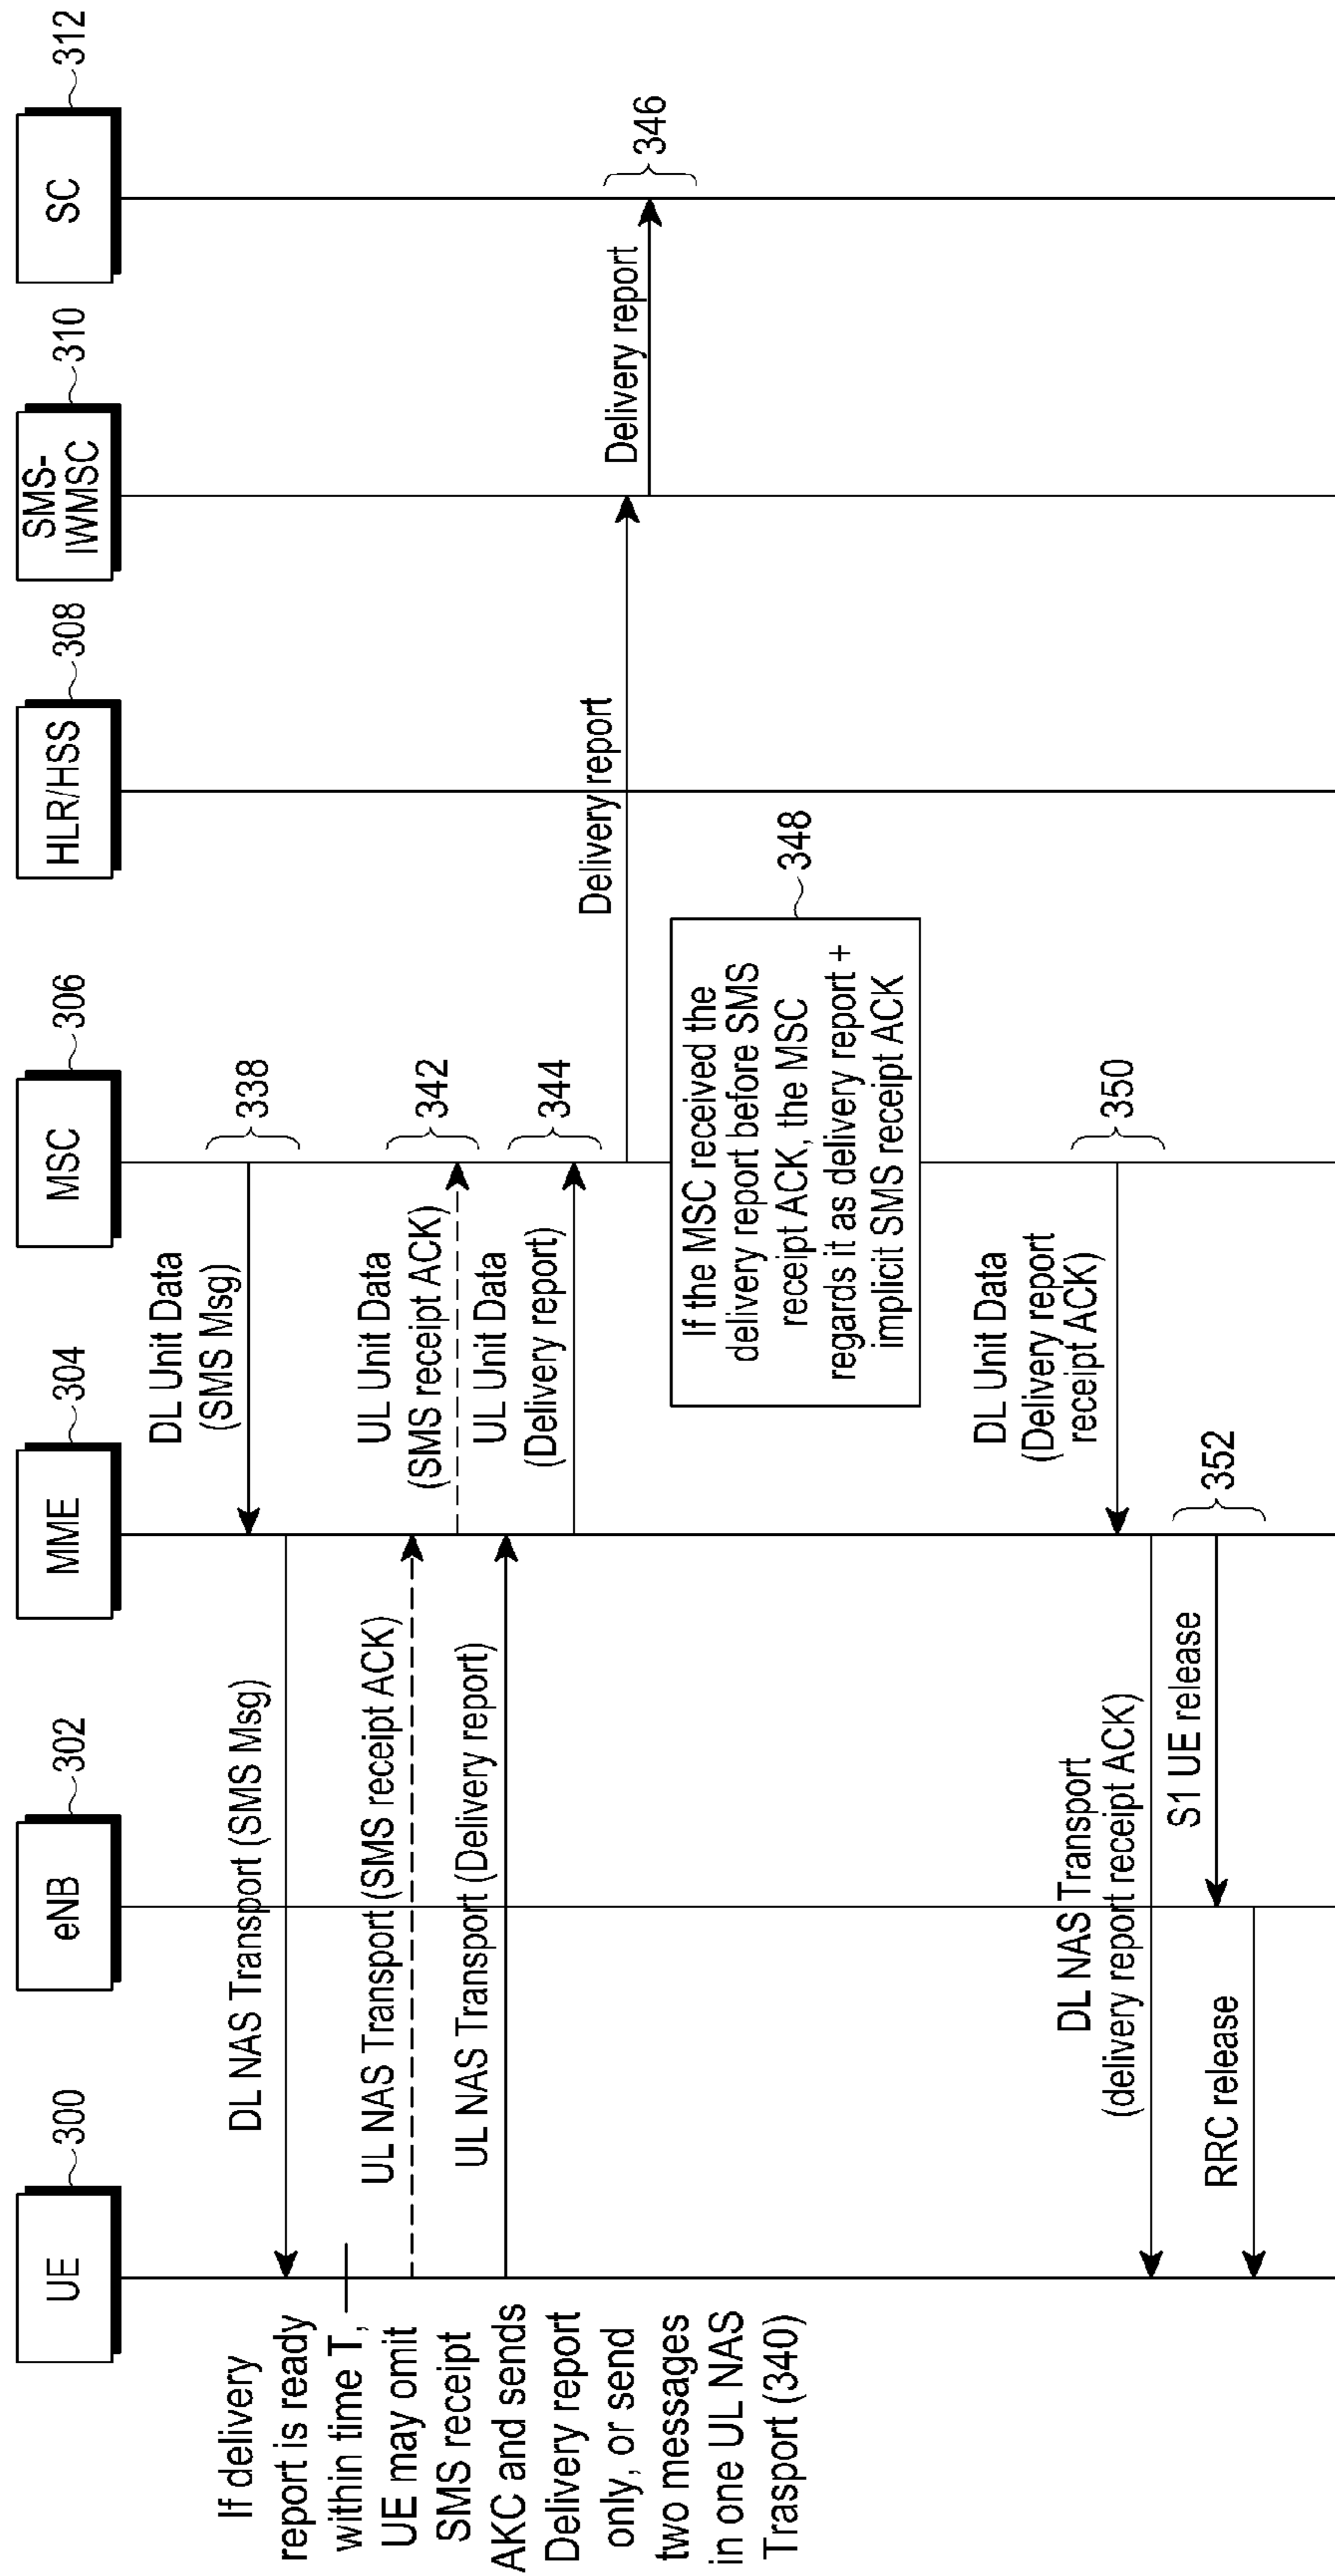 UE
300
eNB
302
MME
304
MSC
306
HLR/HSS
308
SMS-
IWMSC
310
SC
312
DL Unit Data
(SMS Msg)
338
DL NAS Transport (SMS Msg)
If delivery
report is ready
within time T,
UE may omit
SMS receipt
AKC and sends
Delivery report
only, or send
two messages
in one UL NAS
Trasport (340)
UL NAS Transport (SMS receipt ACK)
UL Unit Data
(SMS receipt ACK)
342
UL NAS Transport (Delivery report)
UL Unit Data
(Delivery report)
344
Delivery report
Delivery report
346
If the MSC received the
delivery report before SMS
receipt ACK, the MSC
regards it as delivery report +
implicit SMS receipt ACK
348
DL Unit Data
(Delivery report
receipt ACK)
350
DL NAS Transport
(delivery report receipt ACK)
S1 UE release
352
RRC release